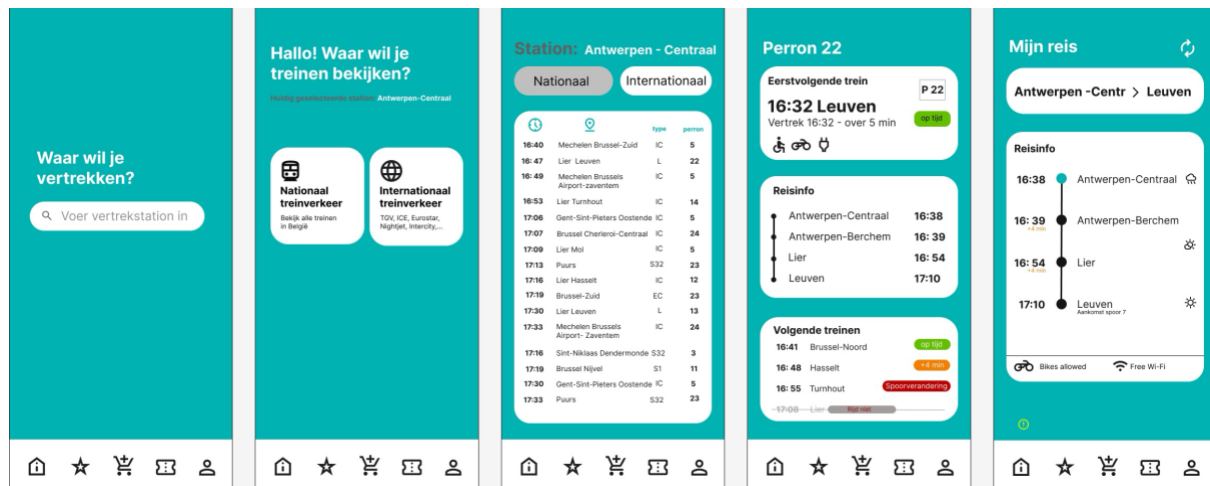 Waar wil je
vertrekken?
Voer vertrekstation in
Hallo! Waar wil je
treinen bekijken?
Huidig geselecteerde station: Antwerpen-Centraal
Nationaal
treinverkeer
Bekijk alle treinen
in België
Internationaal
treinverkeer
TGV, ICE, Eurostar,
Nightjet, Intercity,...
Station: Antwerpen - Centraal
Nationaal
Internationaal
type perron
16:40 Mechelen Brussel-Zuid IC 5
16: 47 Lier Leuven L 22
16: 49 Mechelen Brussels IC 5
Airport-zaventem
16:53 Lier Turnhout IC 14
17:06 Gent-Sint-Pieters Oostende IC 5
17:07 Brussel Cherleroi-Centraal IC 24
17:09 Lier Mol IC 5
17:13 Puurs S32 23
17:16 Lier Hasselt IC 12
17:19 Brussel-Zuid EC 23
17:30 Lier Leuven L 13
17:33 Mechelen Brussels IC 24
Airport- Zaventem
17:16 Sint-Niklaas Dendermonde S32 3
17:19 Brussel Nijvel S1 11
17:30 Gent-Sint-Pieters Oostende IC 5
17:33 Puurs S32 23
Perron 22
Eerstvolgende trein
P 22
16:32 Leuven
Vertrek 16:32 - over 5 min
op tijd
Reisinfo
Antwerpen-Centraal 16:38
Antwerpen-Berchem 16: 39
Lier 16: 54
Leuven 17:10
Volgende treinen
16:41 Brussel-Noord op tijd
16: 48 Hasselt +4 min
16: 55 Turnhout Spoorverandering
17:08 Lier Rijd niet
Mijn reis
Antwerpen -Centr > Leuven
Reisinfo
16:38 Antwerpen-Centraal
16: 39 Antwerpen-Berchem
+4 min
16: 54 Lier
+4 min
17:10 Leuven
Aankomst spoor 7
Bikes allowed
Free Wi-Fi